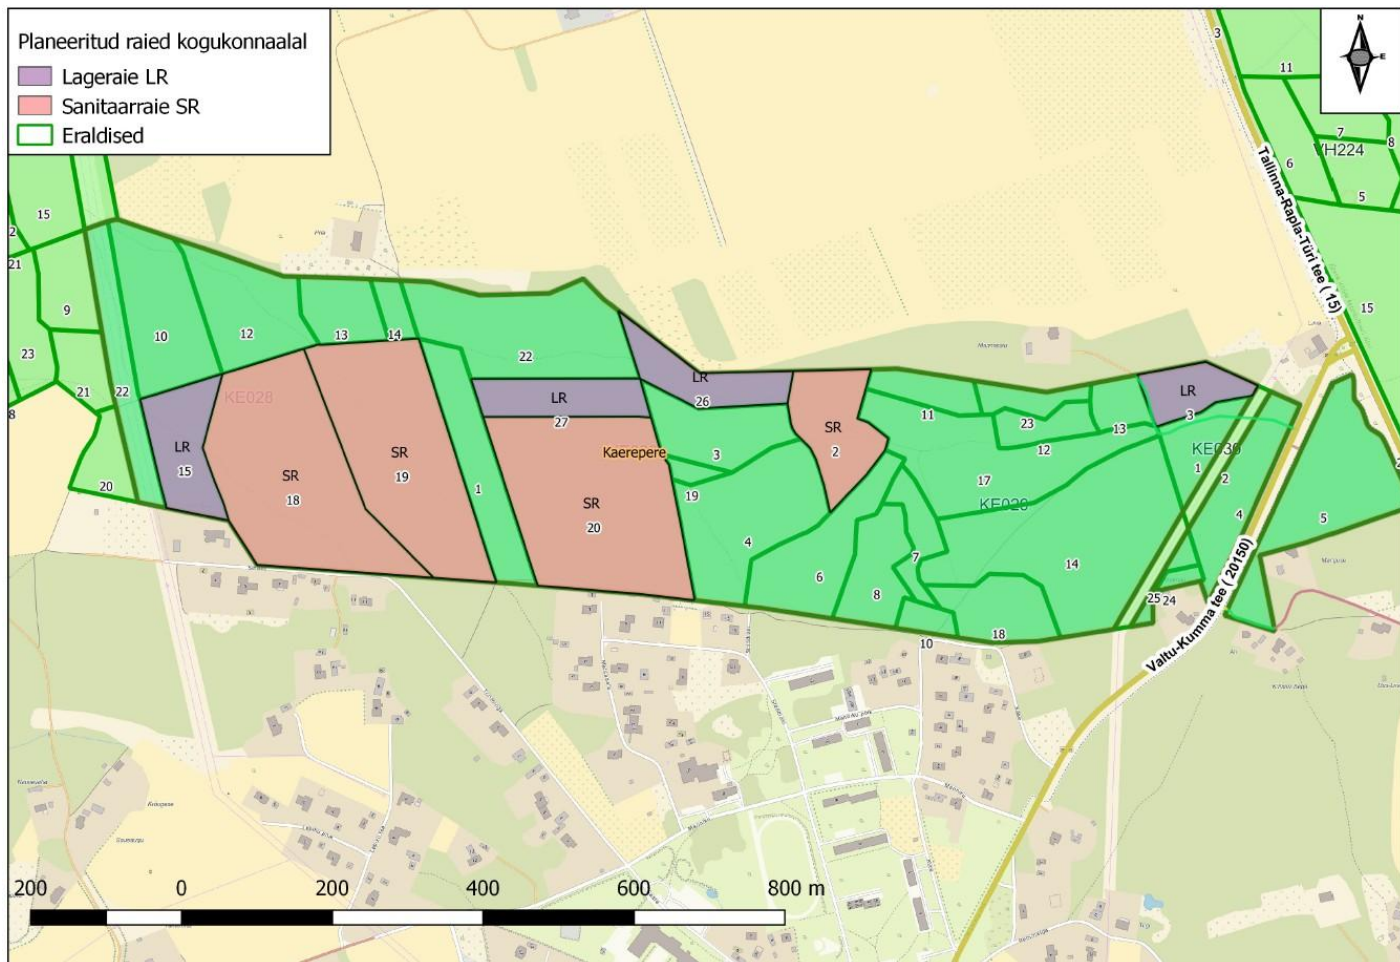 Planeeritud raied kogukonnaalal
Lageraie LR
Sanitaarraie SR
Eraldised
N
E
3
11
7
8
VH224
6
5
Tallinna-Rapla-Türi tee ( 15)
15
15
2
21
9
23
21
8
22
20
10
12
13
14
22
KE028
LR
15
SR
18
SR
19
1
LR
27
LR
26
Kaerepere
SR
20
SR
2
3
19
4
6
8
7
10
11
23
12
13
17
KE029
14
18
LR
3
KE030
1
2
4
5
25
24
Valtu-Kumma tee ( 20150)
200
0
200
400
600
800 m